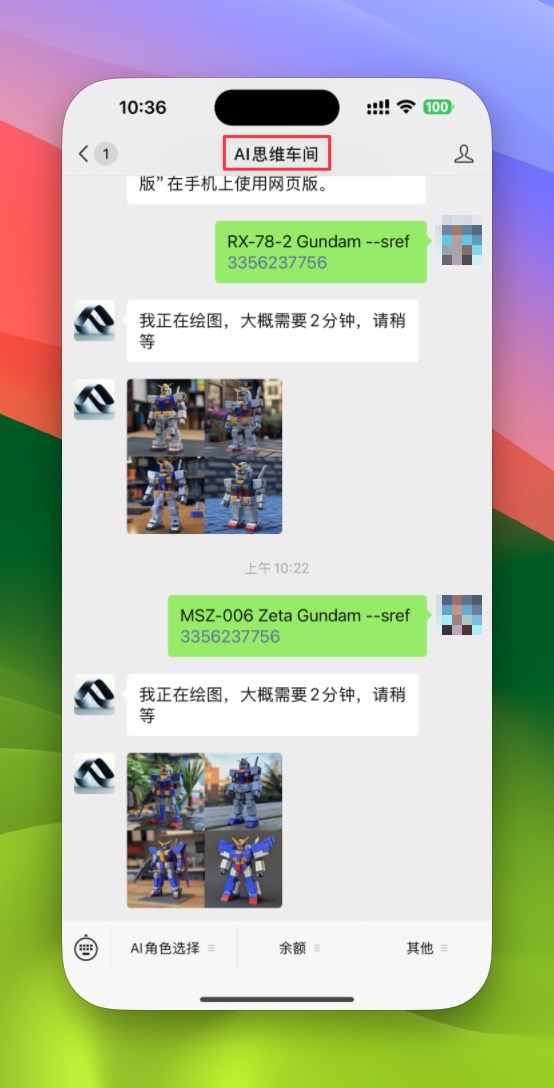 10:36
100
1
AI思维车间
版”在手机上使用网页版。
RX-78-2 Gundam --sref
3356237756
我正在绘图，大概需要2分钟，请稍
等
上午10:22
MSZ-006 Zeta Gundam --sref
3356237756
我正在绘图，大概需要2分钟，请稍
等
AI角色选择
余额
其他